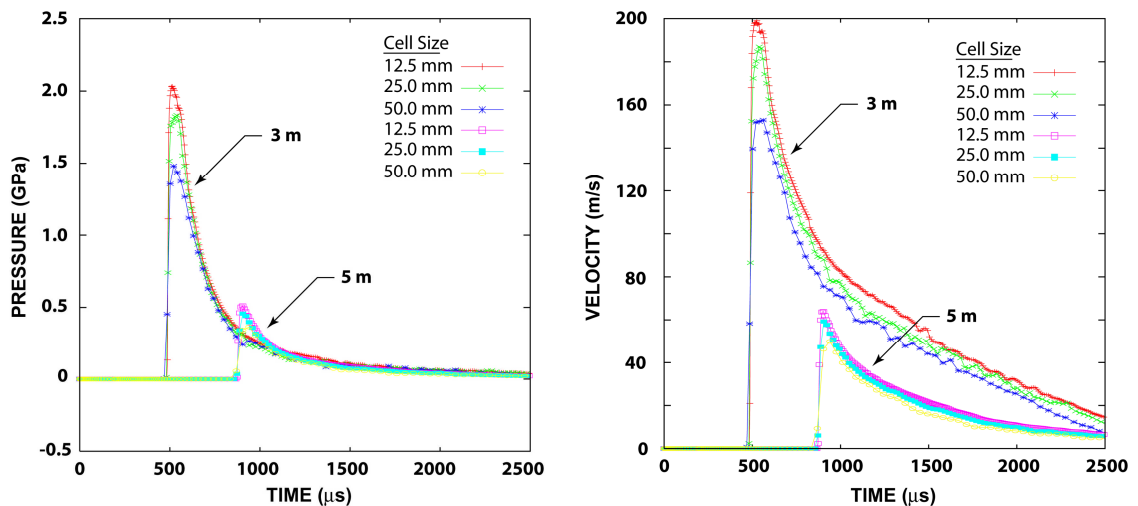 2.5
2.0
1.5
1.0
0.5
0
-0.5
PRESSURE (GPa)
Cell Size
12.5 mm
25.0 mm
50.0 mm
12.5 mm
25.0 mm
50.0 mm
3 m
5 m
0 500 1000 1500 2000 2500
TIME (μs)
200
160
120
80
40
0
VELOCITY (m/s)
Cell Size
12.5 mm
25.0 mm
50.0 mm
12.5 mm
25.0 mm
50.0 mm
3 m
5 m
0 500 1000 1500 2000 2500
TIME (μs)